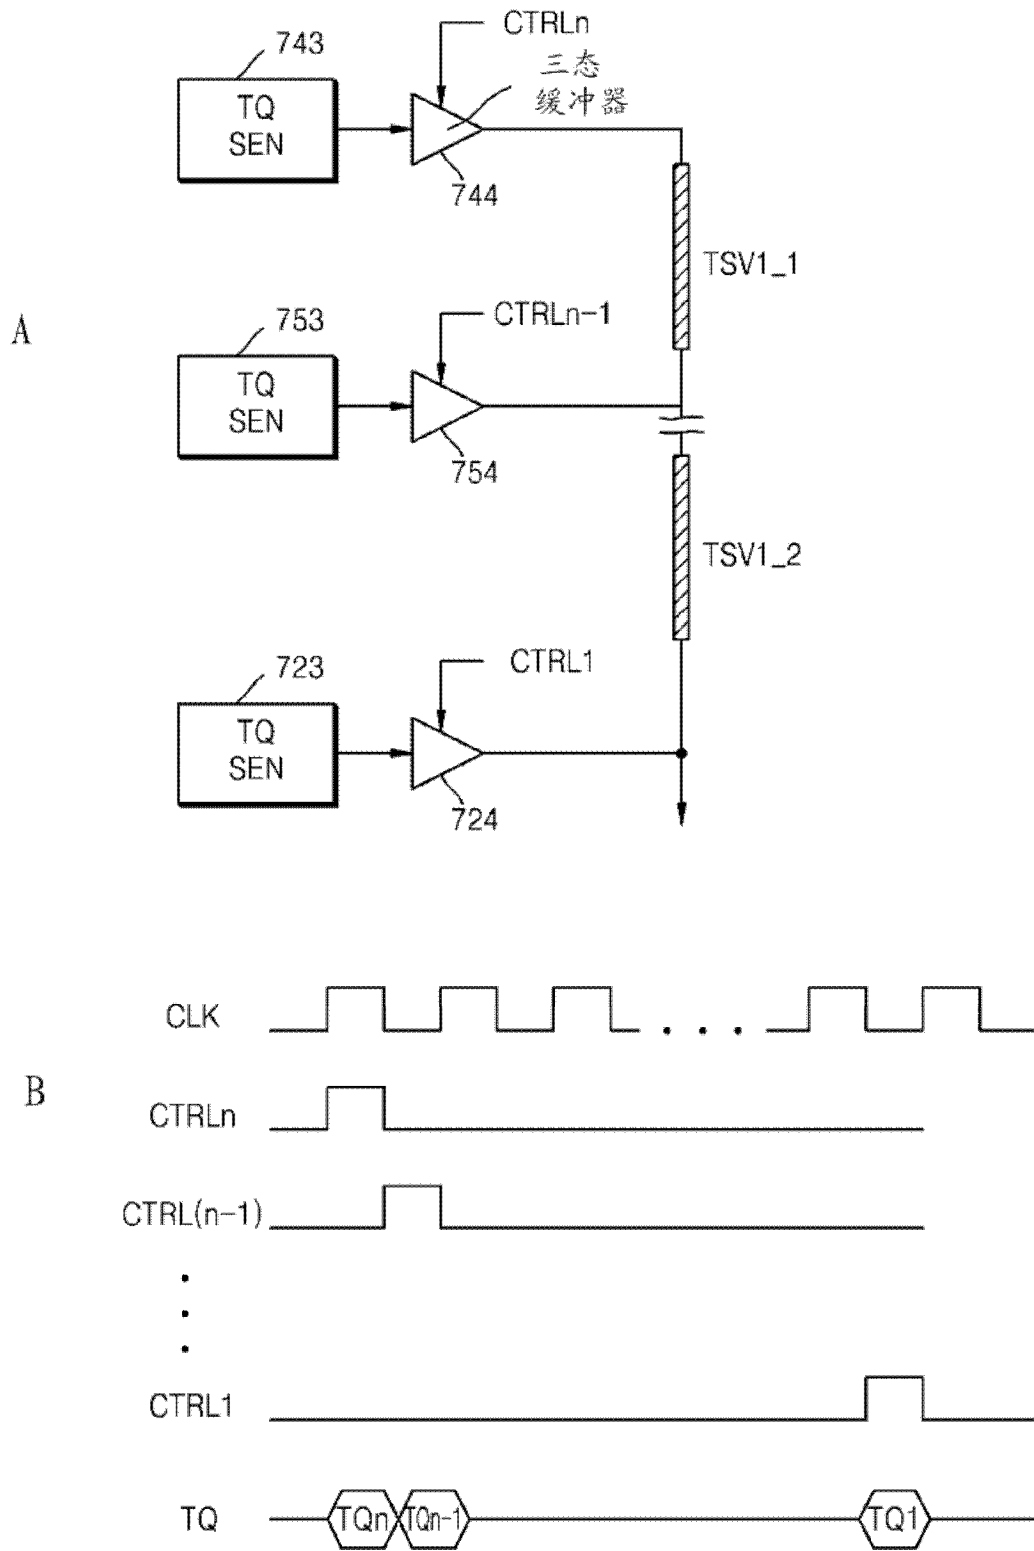 CTRLn
743
三态
缓冲器
TQ
SEN
744
TSV1_1
A
CTRLn-1
753
TQ
SEN
754
TSV1_2
723
CTRL1
TQ
SEN
724
B
CLK
CTRLn
CTRL(n-1)
CTRL1
TQ
TQn
TQn-1
TQ1